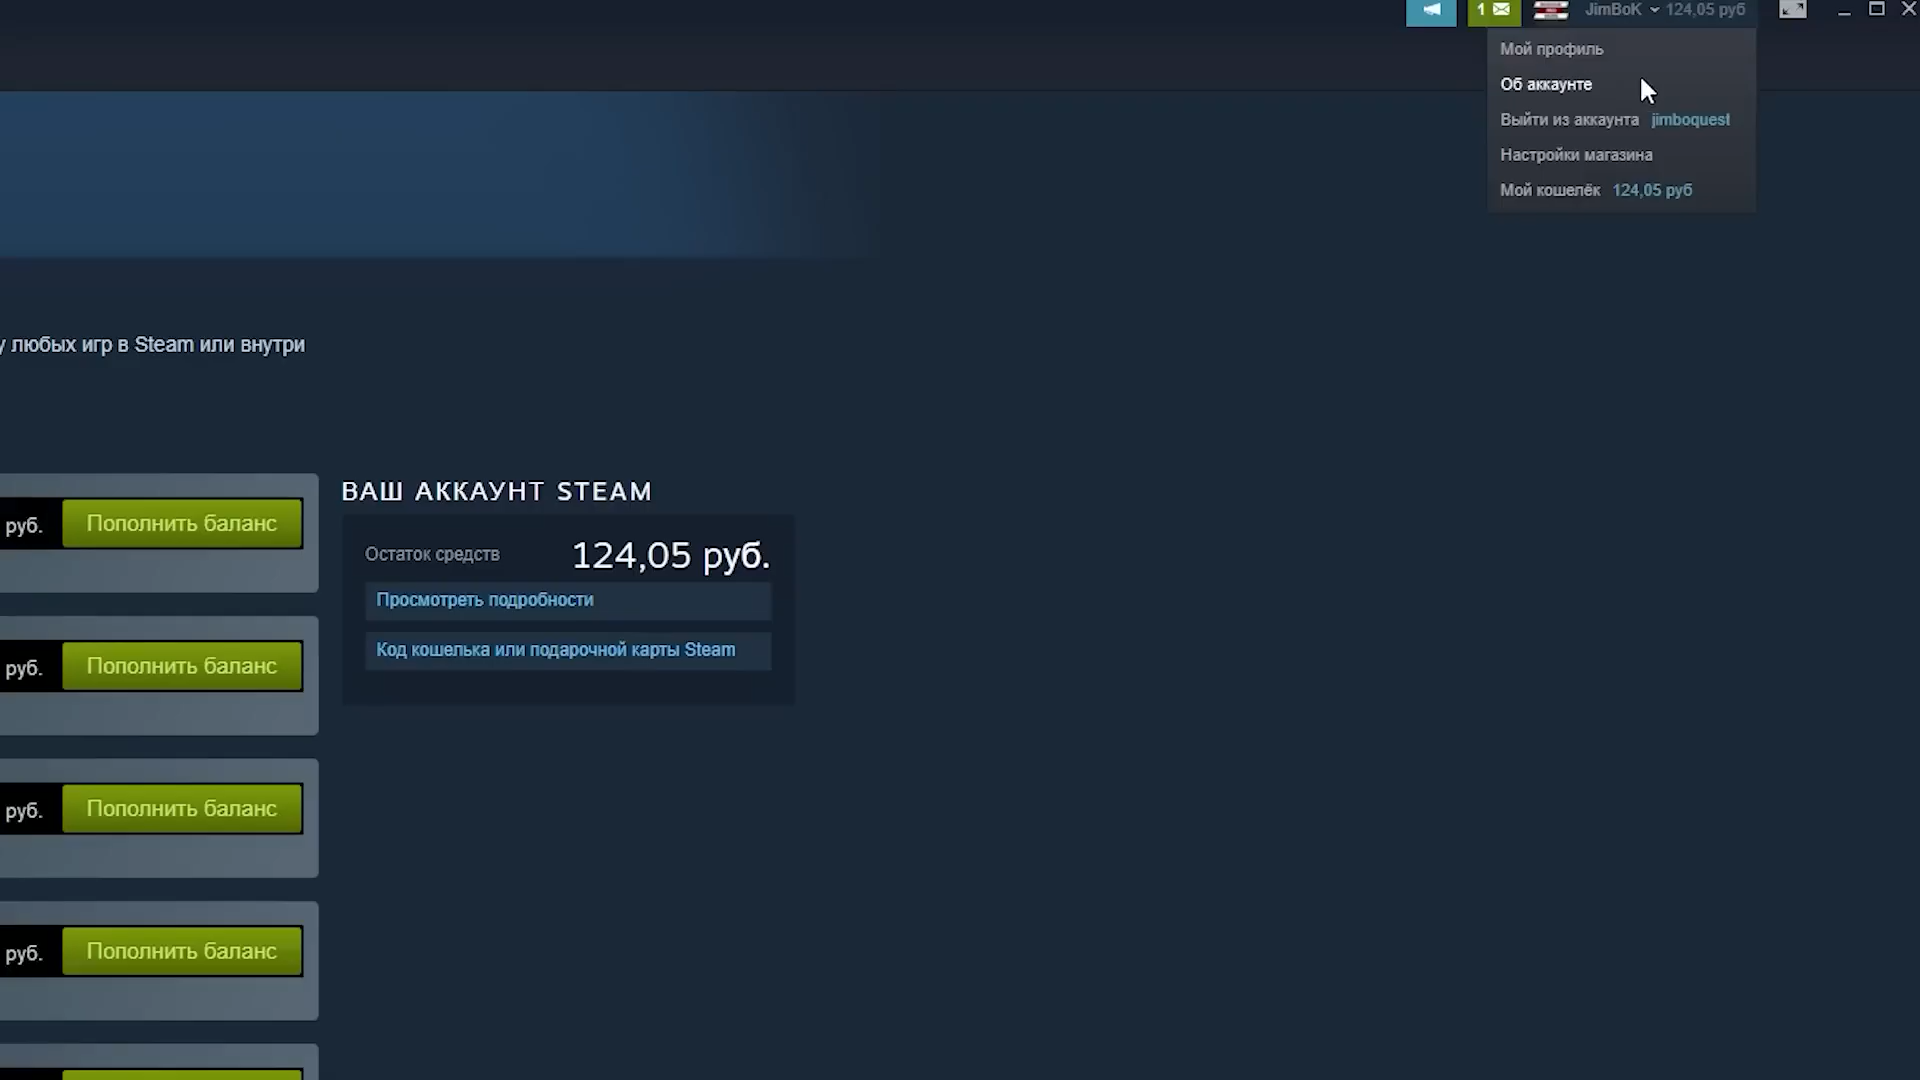 1
JimBoK 124,05 руб
Мой профиль
Об аккаунте
Выйти из аккаунта jimboquest
Настройки магазина
Мой кошелёк 124,05 руб
у любых игр в Steam или внутри
ВАШ АККАУНТ STEAM
руб. Пополнить баланс
Остаток средств 124,05 руб.
Просмотреть подробности
Код кошелька или подарочной карты Steam
руб. Пополнить баланс
руб. Пополнить баланс
руб. Пополнить баланс